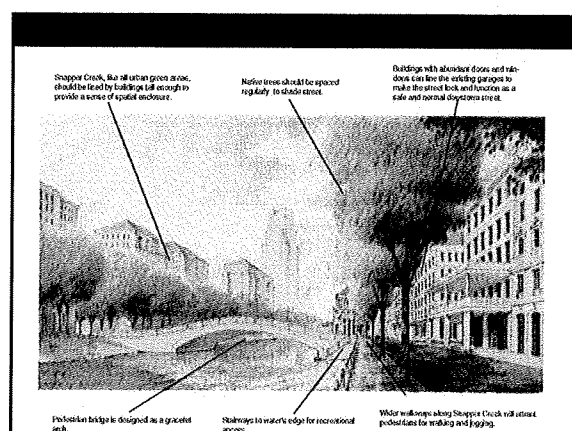 Snapper Creek, like all urban green areas,
should be lined by buildings tall enough to
provide a sense of spatial enclosure.
Native trees should be spaced
regularly to shade street.
Buildings with abundant doors and win-
dows can line the existing garages to
make the street look and function as a
safe and normal downtown street.
Pedestrian bridge is designed as a graceful
arch.
Stairways to water's edge for recreational
access.
Wider walkways along Snapper Creek will attract
pedestrians for walking and jogging.